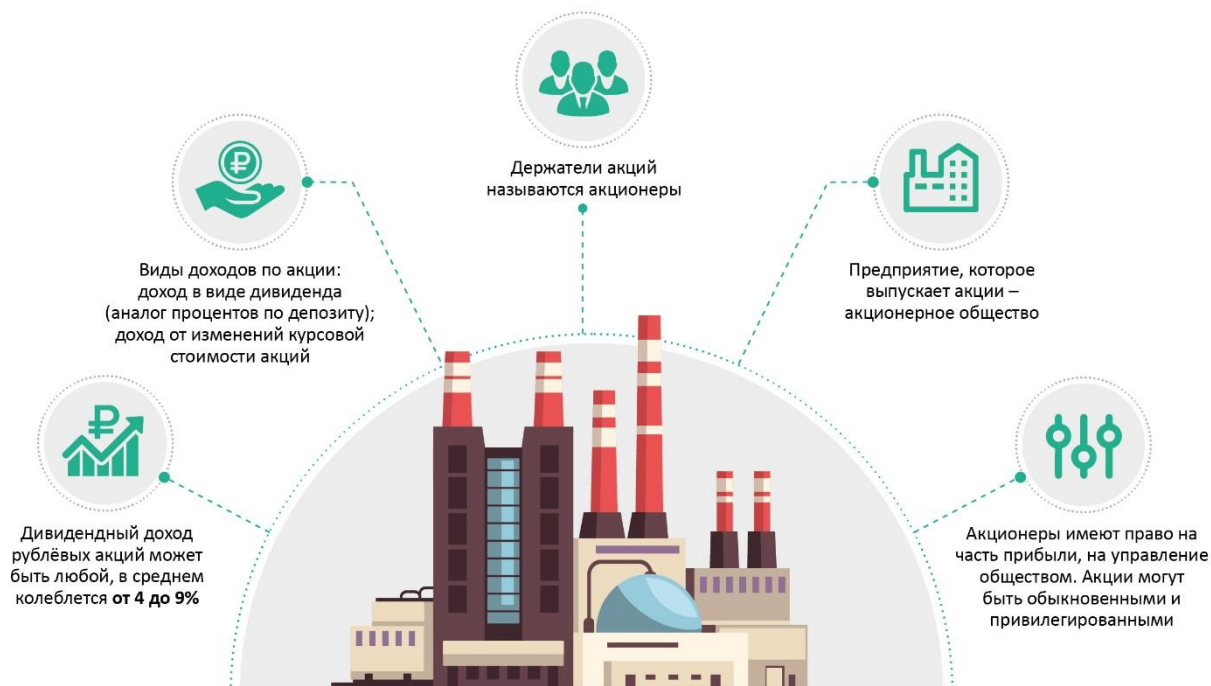 Держатели акций
называются акционеры
Виды доходов по акции:
доход в виде дивиденда
(аналог процентов по депозиту);
доход от изменений курсовой
стоимости акций
Предприятие, которое
выпускает акции –
акционерное общество
Дивидендный доход
рублёвых акций может
быть любой, в среднем
колеблется от 4 до 9%
Акционеры имеют право на
часть прибыли, на управление
обществом. Акции могут
быть обыкновенными и
привилегированными